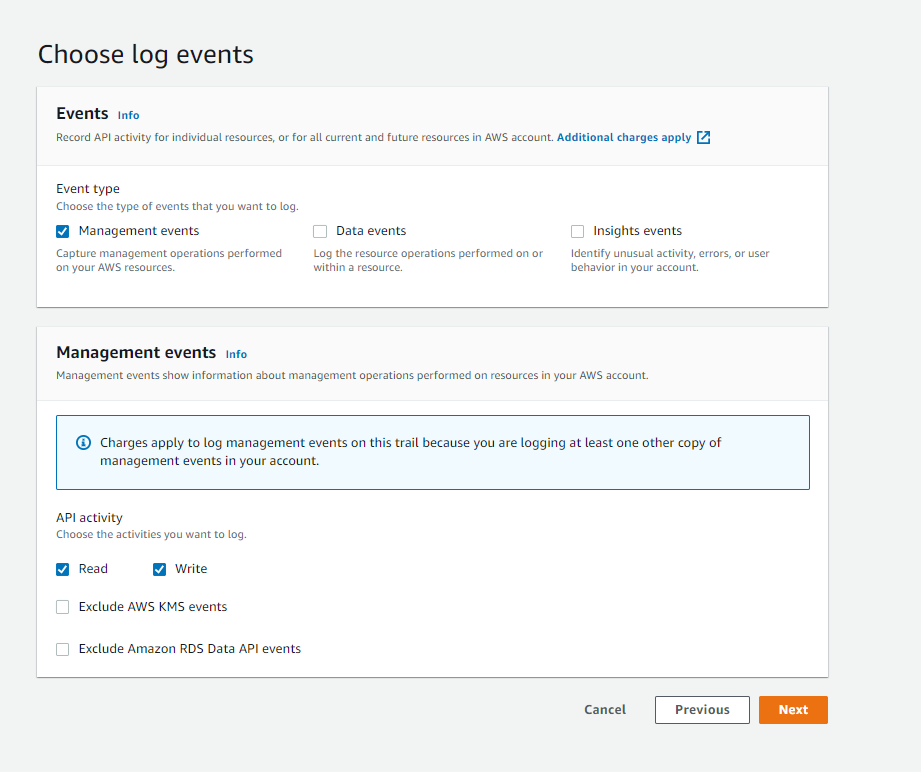 Choose log events
Events Info
Record API activity for individual resources, or for all current and future resources in AWS account. Additional charges apply
Event type
Choose the type of events that you want to log.
Management events
Capture management operations performed
on your AWS resources.
Data events
Log the resource operations performed on or
within a resource.
Insights events
Identify unusual activity, errors, or user
behavior in your account.
Management events Info
Management events show information about management operations performed on resources in your AWS account.
Charges apply to log management events on this trail because you are logging at least one other copy of
management events in your account.
API activity
Choose the activities you want to log.
Read Write
Exclude AWS KMS events
Exclude Amazon RDS Data API events
Cancel Previous Next